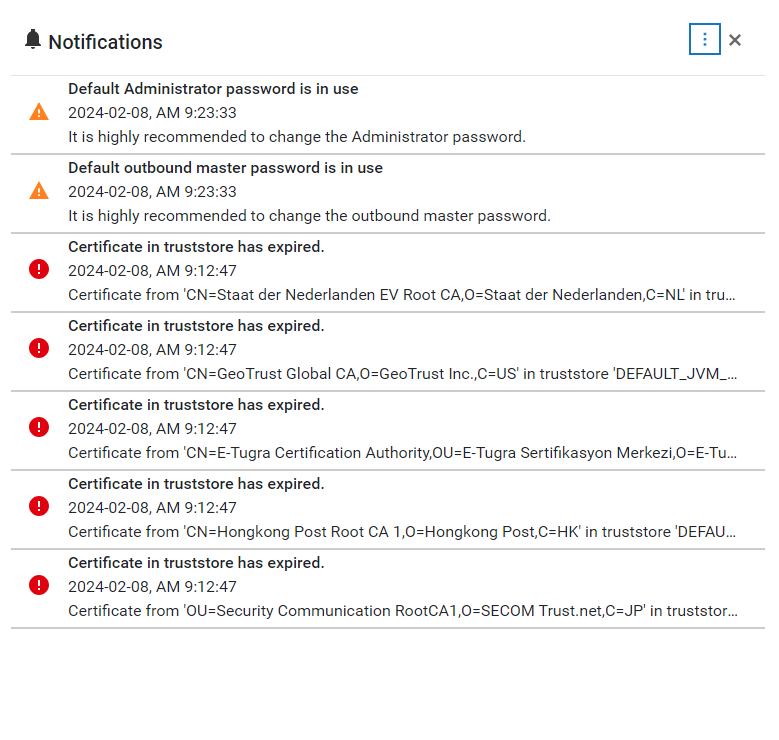 Notifications
Default Administrator password is in use
2024-02-08, AM 9:23:33
It is highly recommended to change the Administrator password.
Default outbound master password is in use
2024-02-08, AM 9:23:33
It is highly recommended to change the outbound master password.
Certificate in truststore has expired.
2024-02-08, AM 9:12:47
Certificate from 'CN=Staat der Nederlanden EV Root CA,O=Staat der Nederlanden,C=NL' in tru...
Certificate in truststore has expired.
2024-02-08, AM 9:12:47
Certificate from 'CN=GeoTrust Global CA,O=GeoTrust Inc.,C=US' in truststore 'DEFAULT_JVM_...
Certificate in truststore has expired.
2024-02-08, AM 9:12:47
Certificate from 'CN=E-Tugra Certification Authority,OU=E-Tugra Sertifikasyon Merkezi,O=E-Tu...
Certificate in truststore has expired.
2024-02-08, AM 9:12:47
Certificate from 'CN=Hongkong Post Root CA 1,O=Hongkong Post,C=HK' in truststore 'DEFAU...
Certificate in truststore has expired.
2024-02-08, AM 9:12:47
Certificate from 'OU=Security Communication RootCA1,O=SECOM Trust.net,C=JP' in truststor...